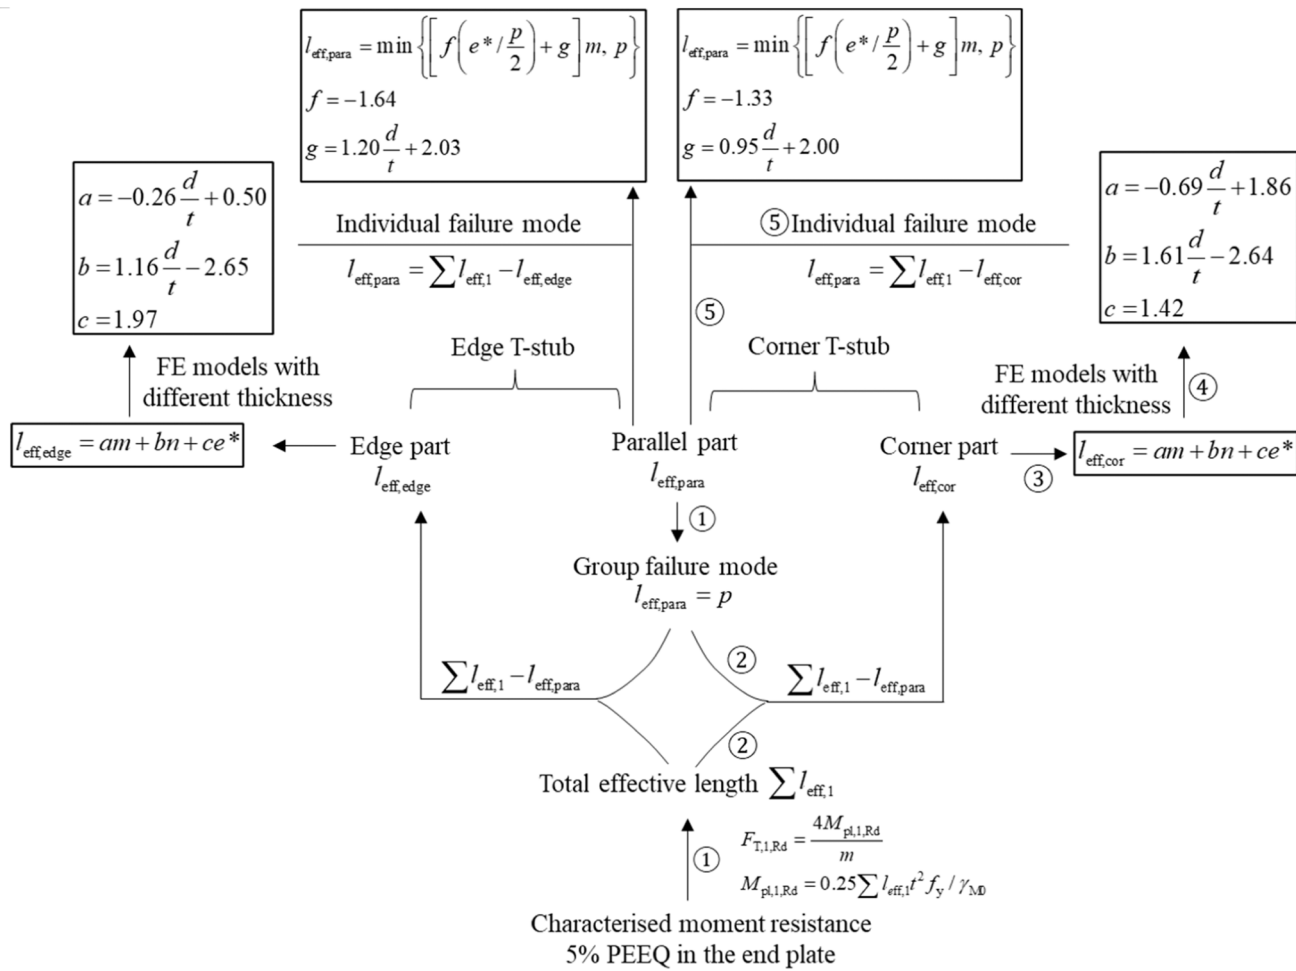 l_eff,para = min{[f(e*/p/2)+g]m, p}
f = −1.64
g = 1.20 d/t + 2.03
l_eff,para = min{[f(e*/p/2)+g]m, p}
f = −1.33
g = 0.95 d/t + 2.00
a = −0.26 d/t + 0.50
b = 1.16 d/t − 2.65
c = 1.97
Individual failure mode
l_eff,para = ∑l_eff,1 − l_eff,edge
⑤Individual failure mode
l_eff,para = ∑l_eff,1 − l_eff,cor
a = −0.69 d/t + 1.86
b = 1.61 d/t − 2.64
c = 1.42
⑤
Edge T-stub
Corner T-stub
FE models with
different thickness
FE models with
different thickness
④
l_eff,edge = am + bn + ce*
Edge part
l_eff,edge
Parallel part
l_eff,para
Corner part
l_eff,cor
③
l_eff,cor = am + bn + ce*
①
Group failure mode
l_eff,para = p
∑l_eff,1 − l_eff,para
②
∑l_eff,1 − l_eff,para
②
Total effective length ∑l_eff,1
①
F_T,1,Rd = 4M_pl,1,Rd / m
M_pl,1,Rd = 0.25∑l_eff,1 t² f_y / γ_M0
Characterised moment resistance
5% PEEQ in the end plate